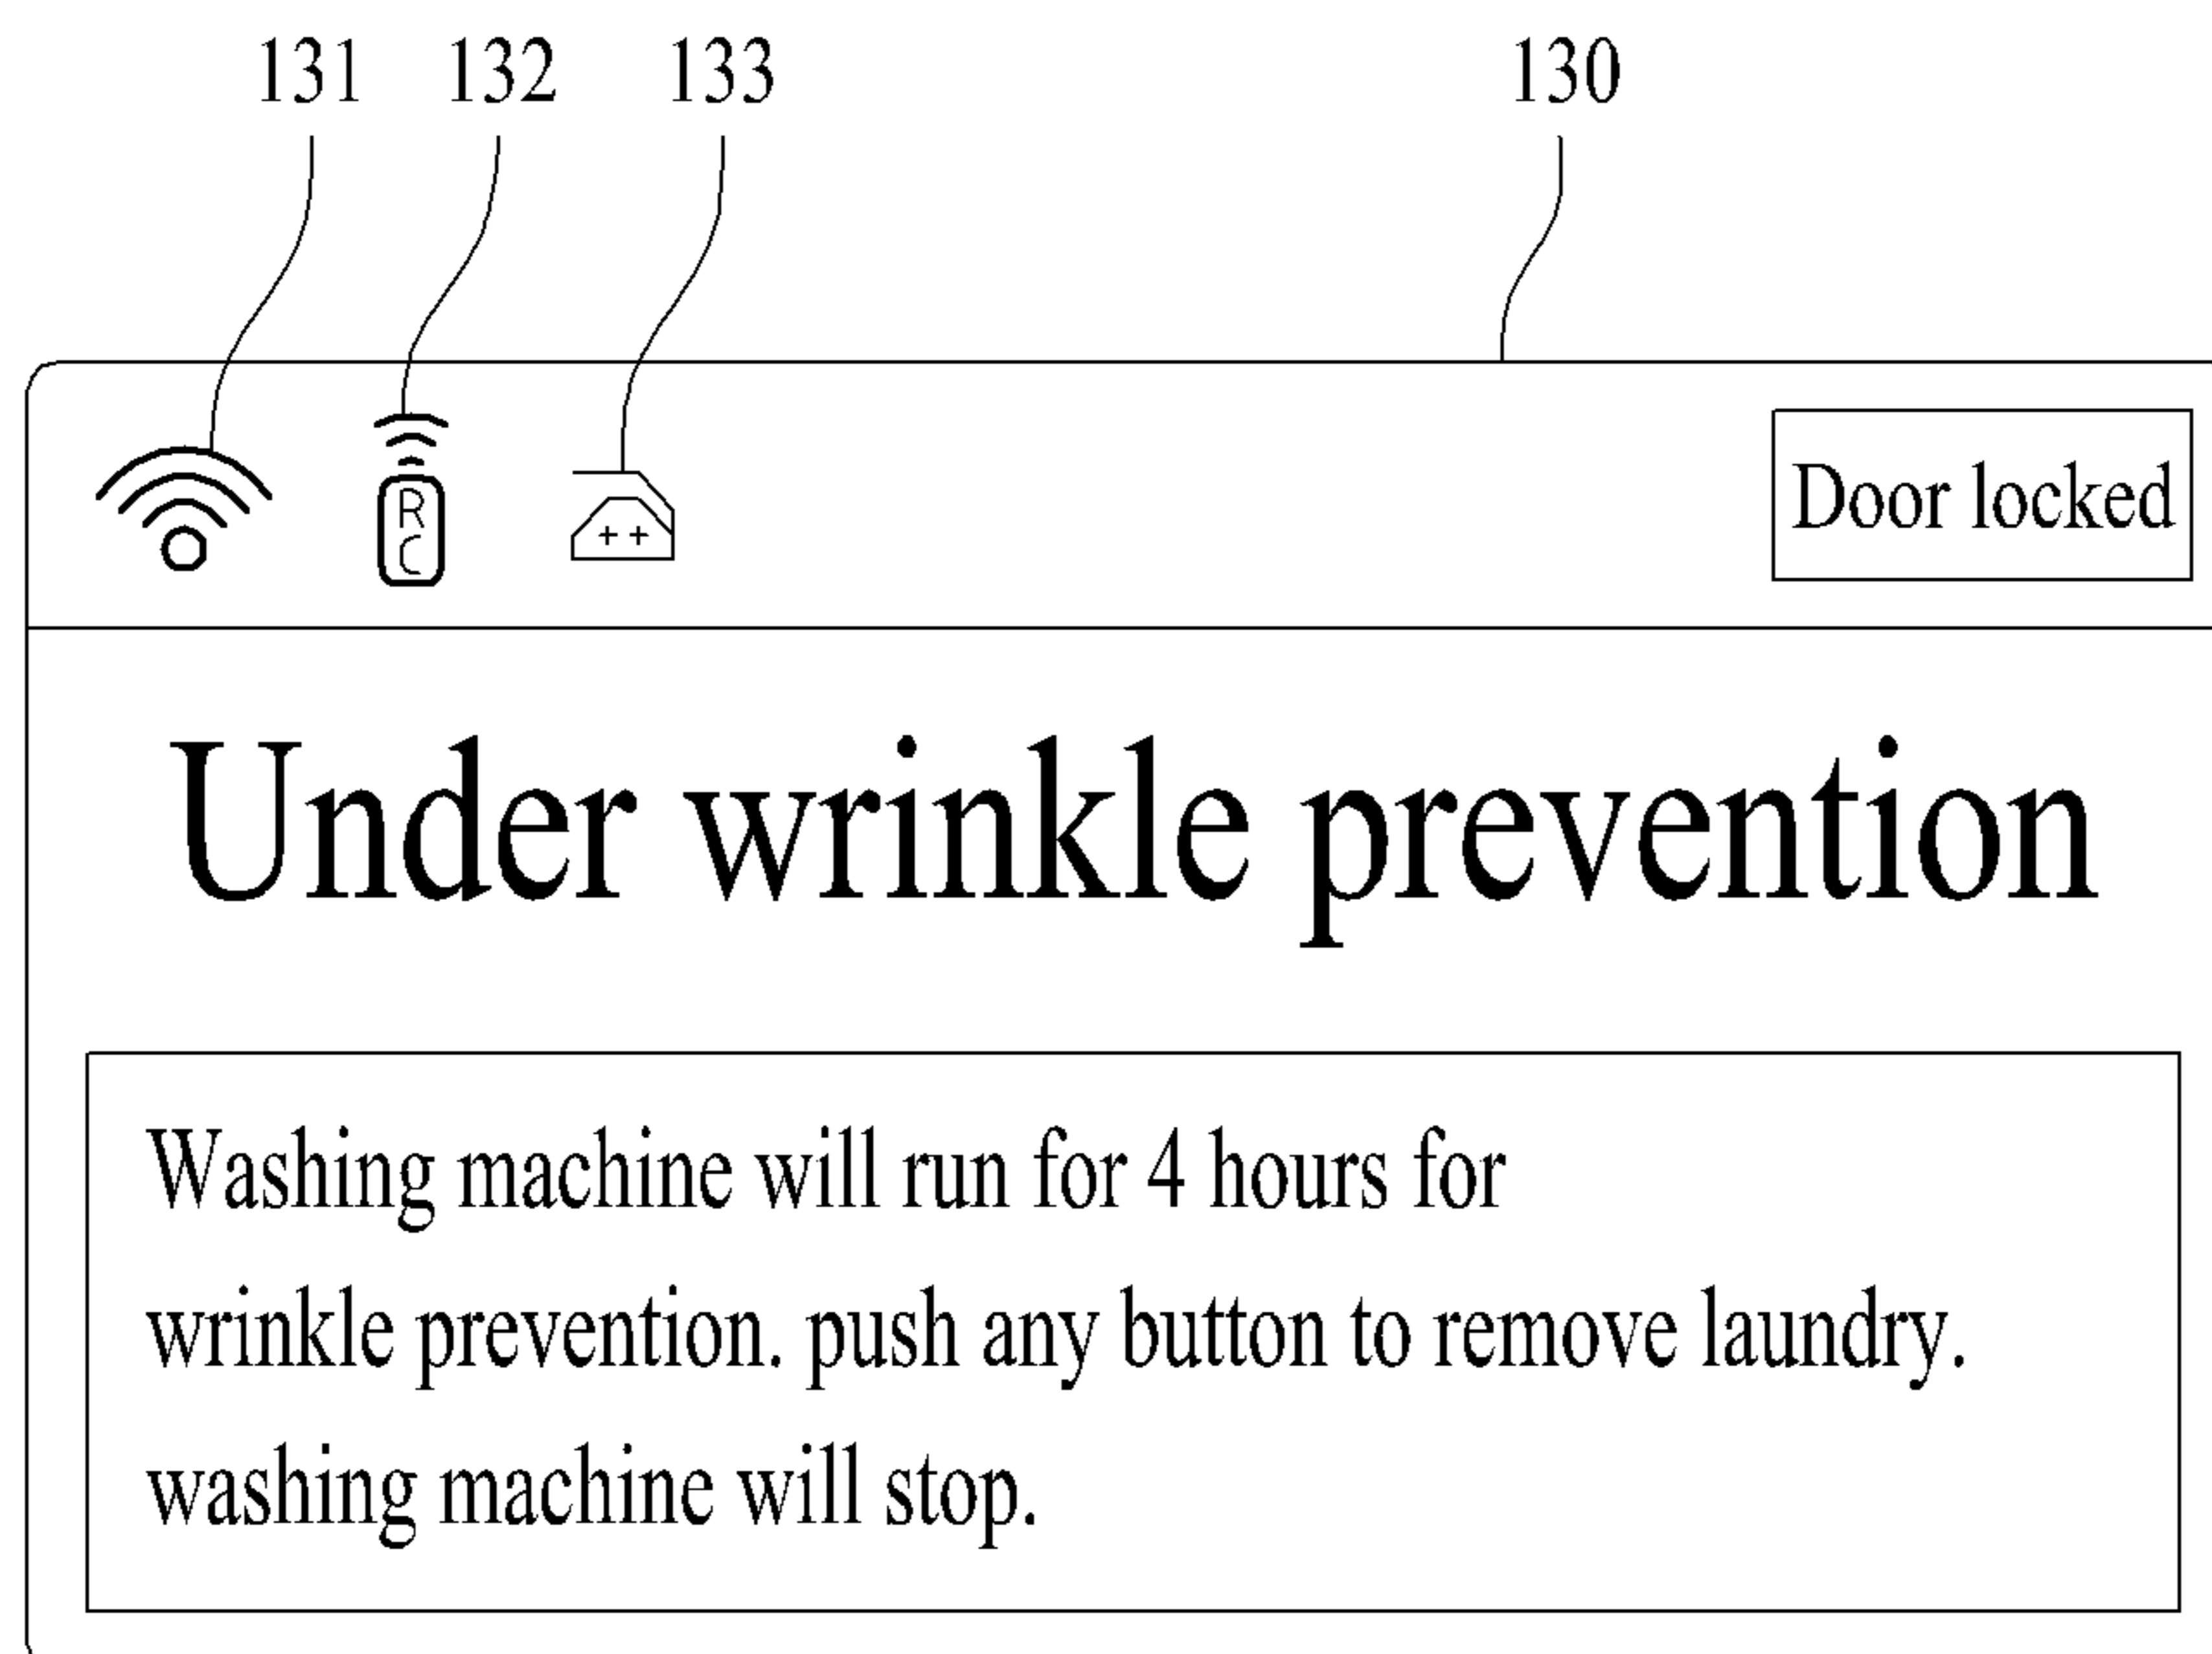 131 132 133 130
R
C
Door locked
Under wrinkle prevention
Washing machine will run for 4 hours for
wrinkle prevention. push any button to remove laundry.
washing machine will stop.